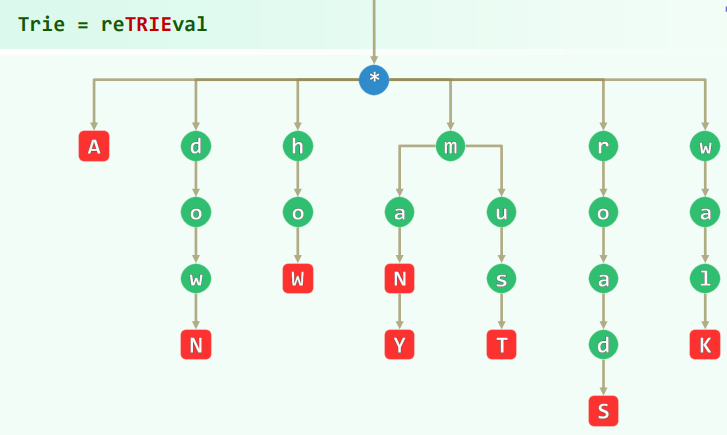 Trie = reTRIEval
*
A d h m r w
o o a u o a
w W N s a l
N Y T d K
S